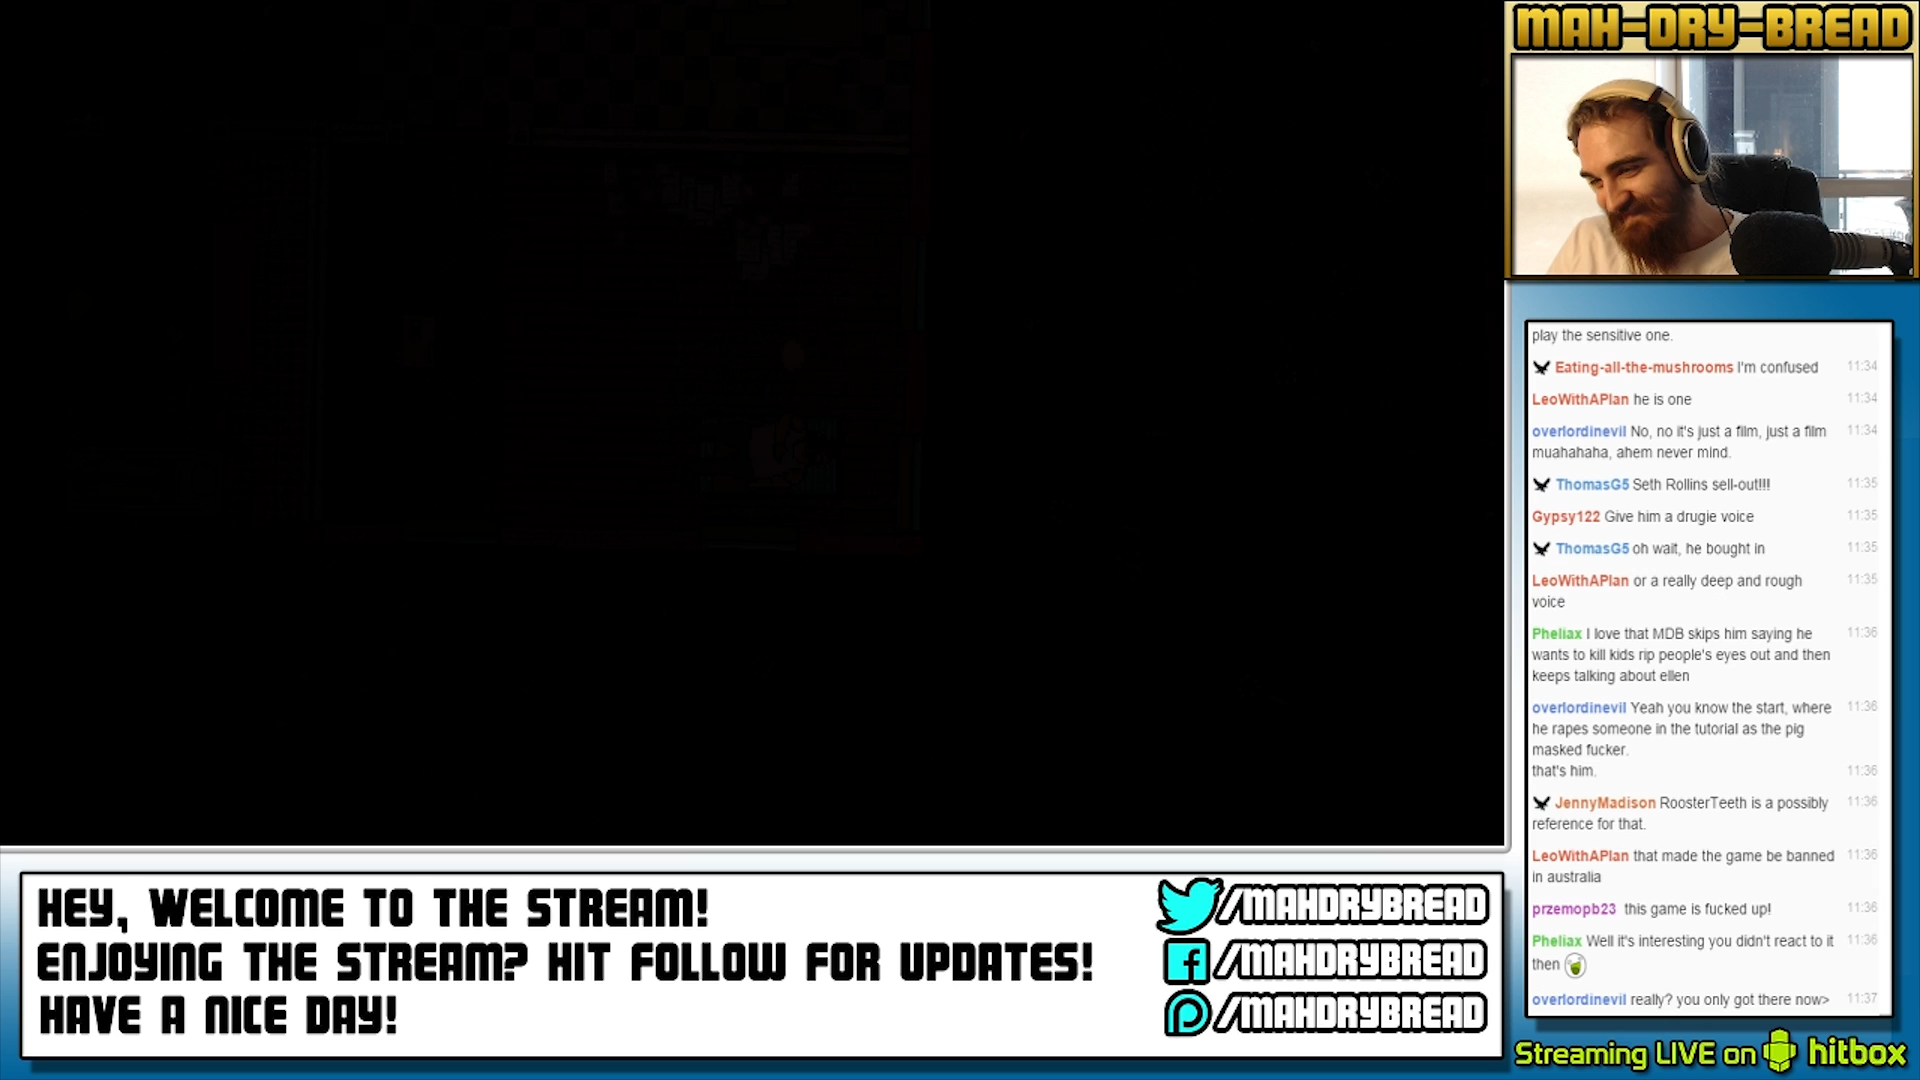 MAH-DRY-BREAD
play the sensitive one.
Eating-all-the-mushrooms I'm confused 11:34
LeoWithAPlan he is one 11:34
overlordinevil No, no it's just a film, just a film 11:34
muahahaha, ahem never mind.
ThomasG5 Seth Rollins sell-out!!! 11:35
Gypsy122 Give him a drugie voice 11:35
ThomasG5 oh wait, he bought in 11:35
LeoWithAPlan or a really deep and rough 11:35
voice
Pheliax I love that MDB skips him saying he 11:36
wants to kill kids rip people's eyes out and then
keeps talking about ellen
overlordinevil Yeah you know the start, where 11:36
he rapes someone in the tutorial as the pig
masked fucker.
that's him. 11:36
JennyMadison RoosterTeeth is a possibly 11:36
reference for that.
LeoWithAPlan that made the game be banned 11:36
in australia
przemopb23 this game is fucked up! 11:36
Pheliax Well it's interesting you didn't react to it 11:36
then
overlordinevil really? you only got there now> 11:37
HEY, WELCOME TO THE STREAM!
ENJOYING THE STREAM? HIT FOLLOW FOR UPDATES!
HAVE A NICE DAY!
/MAHDRYBREAD
/MAHDRYBREAD
/MAHDRYBREAD
Streaming LIVE on hitbox